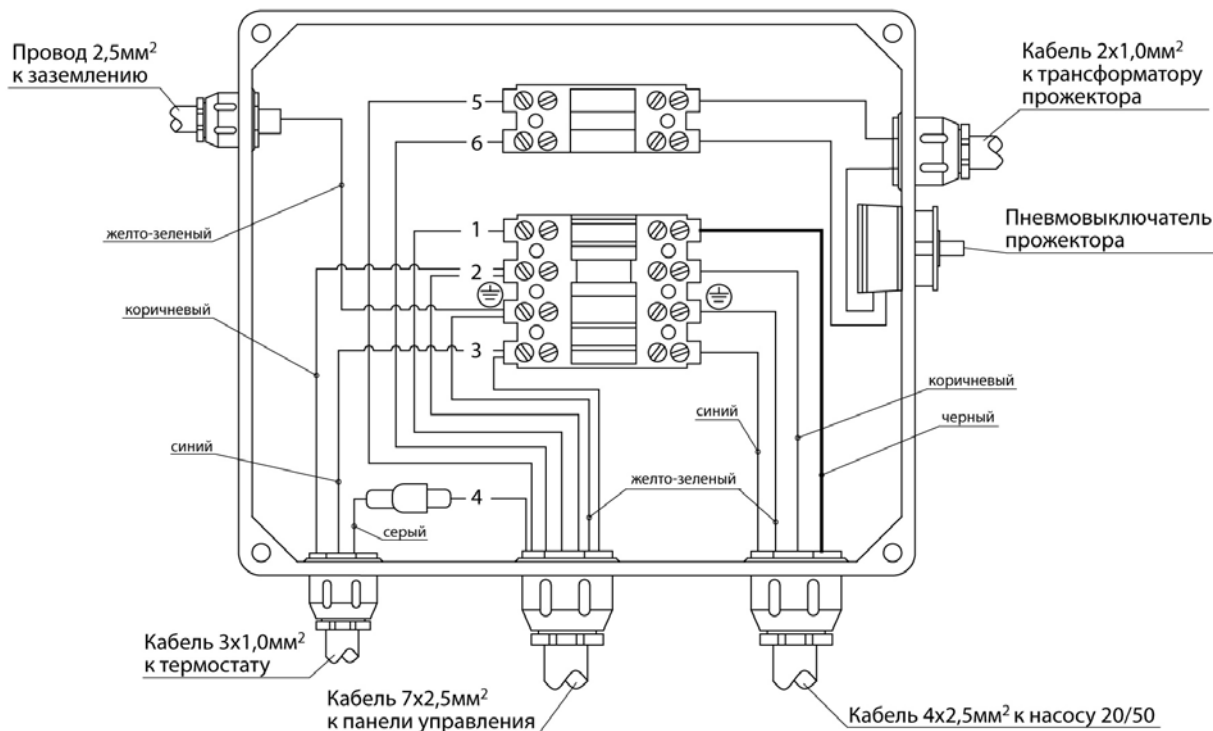 Провод 2,5мм²
к заземлению
Кабель 2х1,0мм²
к трансформатору
прожектора
5
6
желто-зеленый
1
Пневмовыключатель
прожектора
2
коричневый
3
коричневый
синий
черный
синий
желто-зеленый
4
серый
Кабель 3х1,0мм²
к термостату
Кабель 7х2,5мм²
к панели управления
Кабель 4х2,5мм² к насосу 20/50